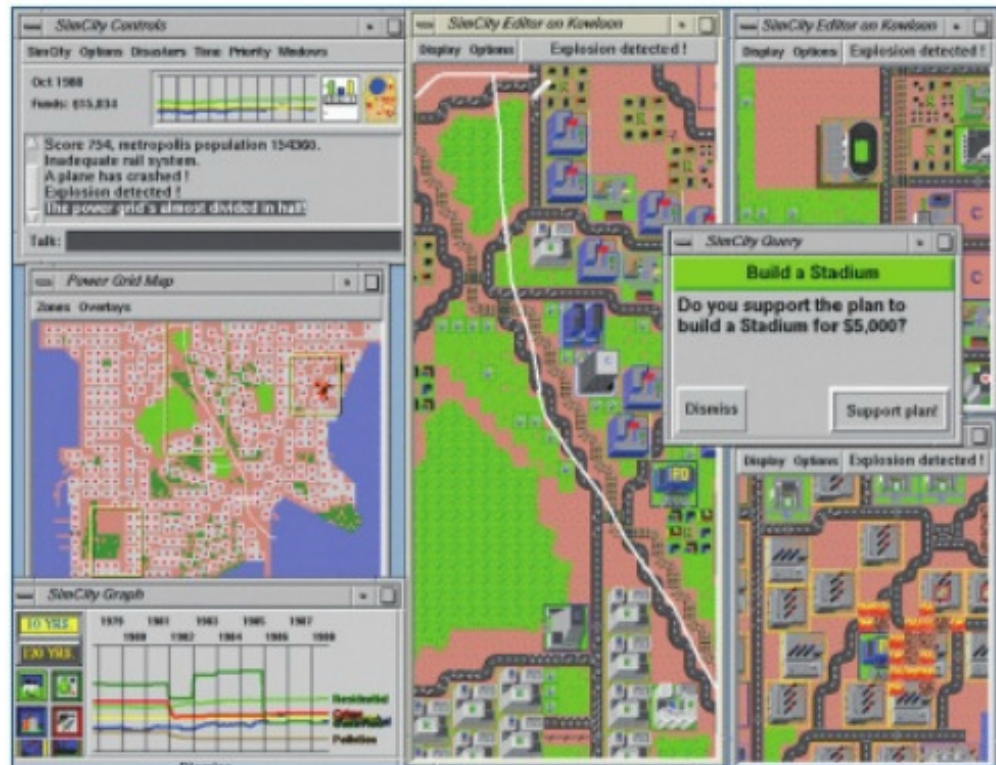 SimCity Controls
SimCity Options Disasters Time Priority Windows
Oct 1988
Funds: $15,834
Score 754, metropolis population 154360.
Inadequate rail system.
A plane has crashed !
Explosion detected !
The power grid's almost divided in half.
Talk:
Power Grid Map
Zones Overlays
SimCity Graph
10 YRS.
120 YRS.
1979 1981 1983 1985 1987
1980 1982 1984 1986 1988
Residential
Crime
Pollution
SimCity Editor on Kowloon
Display Options Explosion detected !
PD
SimCity Editor on Kowloon
Display Options Explosion detected !
C
C
SimCity Query
Build a Stadium
Do you support the plan to
build a Stadium for $5,000?
Dismiss Support plan!
Display Options Explosion detected !